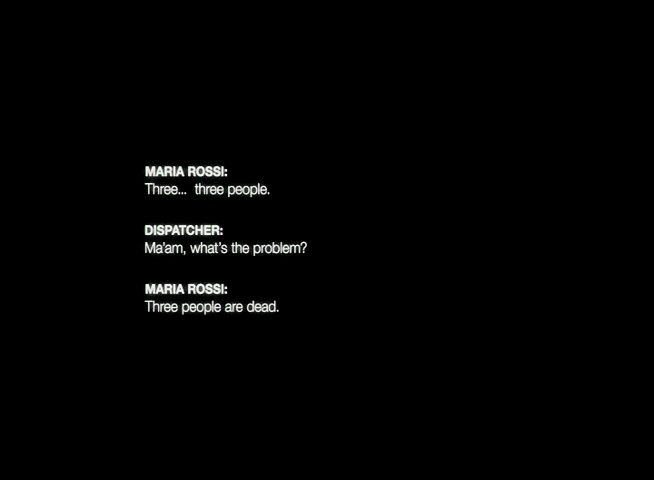 MARIA ROSSI:
Three... three people.
DISPATCHER:
Ma'am, what's the problem?
MARIA ROSSI:
Three people are dead.